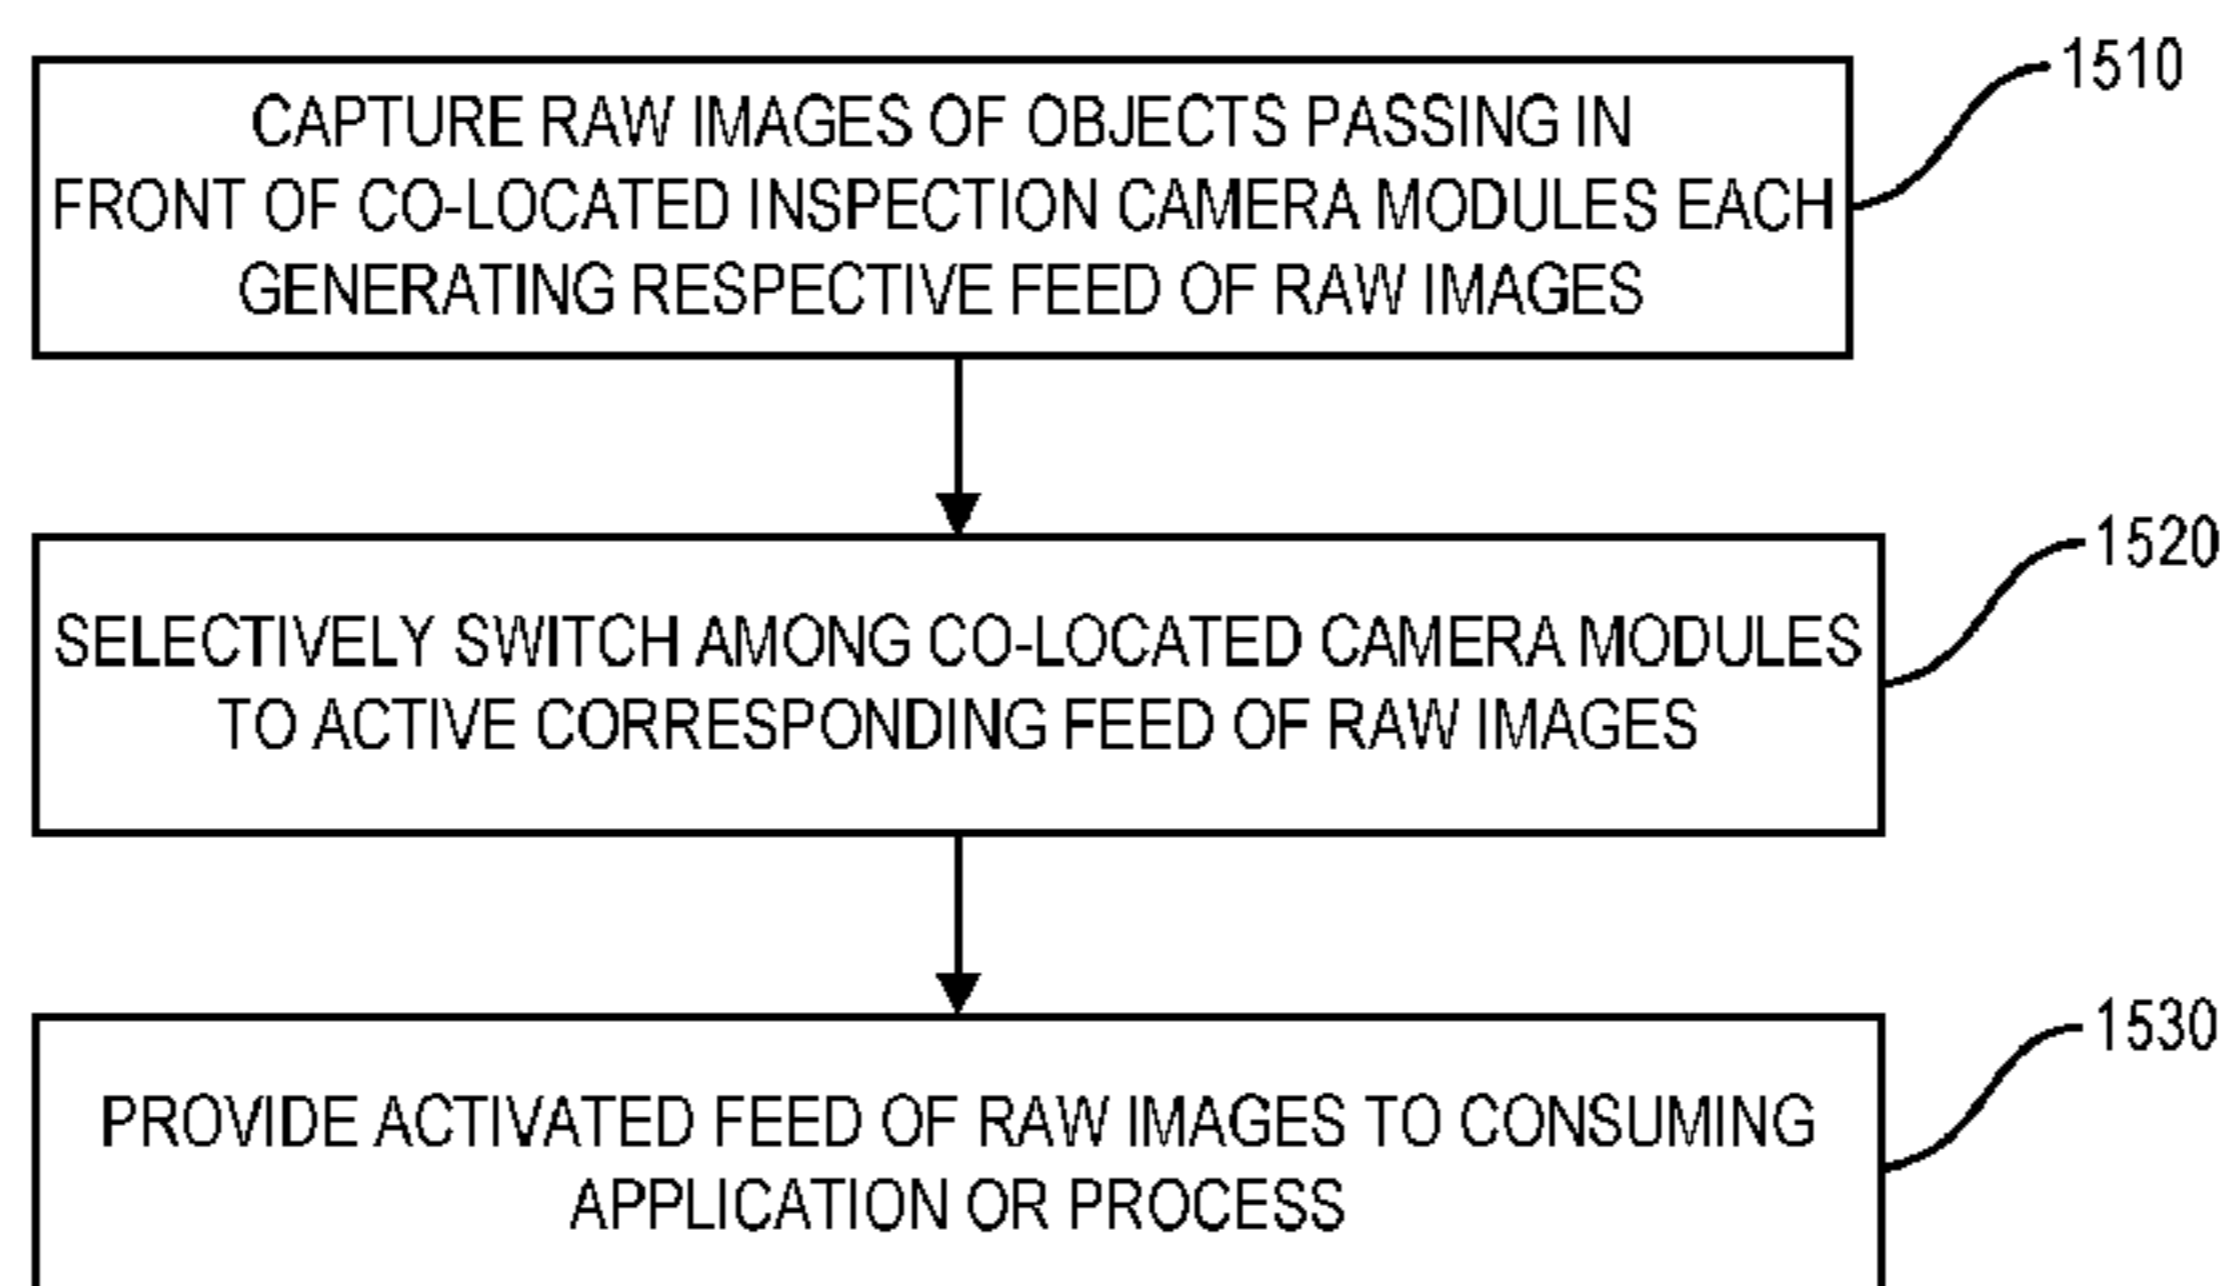 1510
CAPTURE RAW IMAGES OF OBJECTS PASSING IN
FRONT OF CO-LOCATED INSPECTION CAMERA MODULES EACH
GENERATING RESPECTIVE FEED OF RAW IMAGES
1520
SELECTIVELY SWITCH AMONG CO-LOCATED CAMERA MODULES
TO ACTIVE CORRESPONDING FEED OF RAW IMAGES
1530
PROVIDE ACTIVATED FEED OF RAW IMAGES TO CONSUMING
APPLICATION OR PROCESS